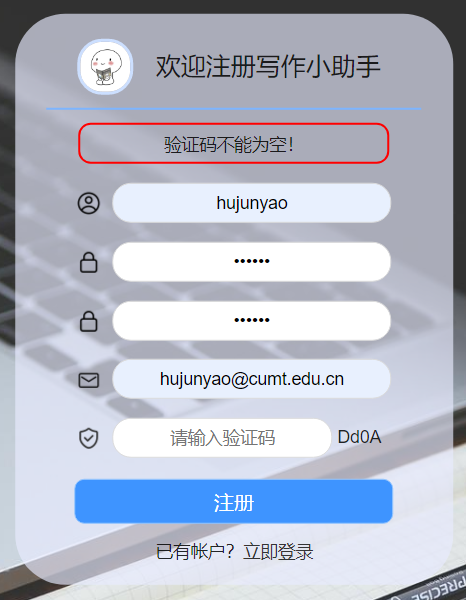 欢迎注册写作小助手
验证码不能为空！
hujunyao
••••••
••••••
hujunyao@cumt.edu.cn
请输入验证码 Dd0A
注册
已有帐户？立即登录
PRECISE